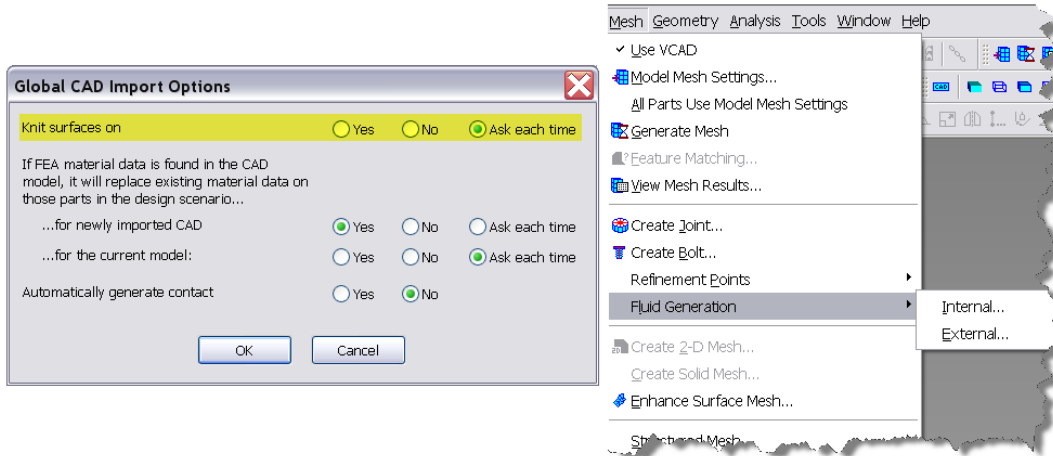 Global CAD Import Options
Knit surfaces on Yes No Ask each time
If FEA material data is found in the CAD
model, it will replace existing material data on
those parts in the design scenario...
...for newly imported CAD Yes No Ask each time
...for the current model: Yes No Ask each time
Automatically generate contact Yes No
OK Cancel
Mesh Geometry Analysis Tools Window Help
Use VCAD
Model Mesh Settings...
All Parts Use Model Mesh Settings
Generate Mesh
Feature Matching...
View Mesh Results...
Create Joint...
Create Bolt...
Refinement Points
Fluid Generation
Internal...
External...
Create 2-D Mesh...
Create Solid Mesh...
Enhance Surface Mesh...
Structured Mesh
CAD